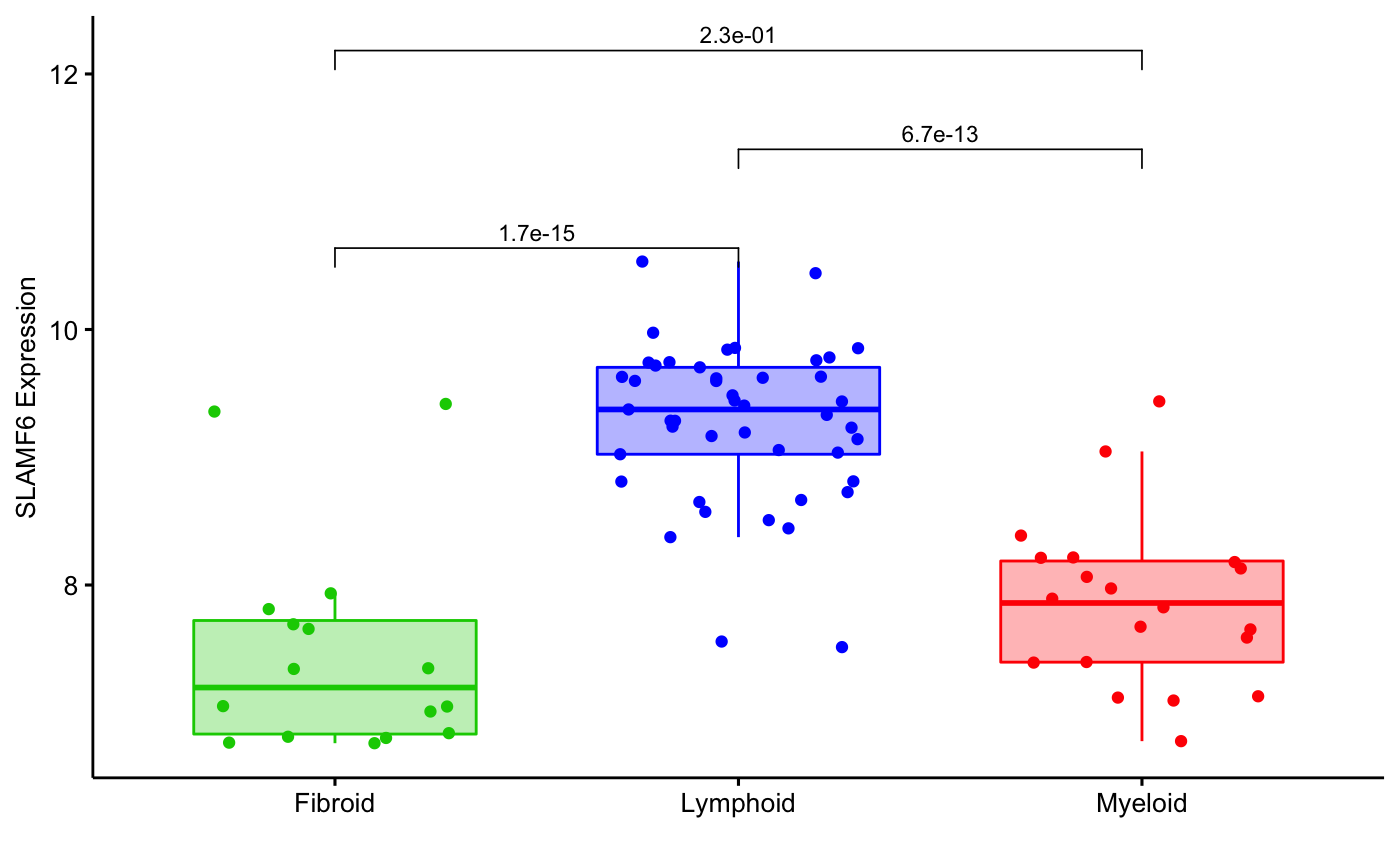 2.3e-01
12
6.7e-13
1.7e-15
10
SLAMF6 Expression
8
Fibroid Lymphoid Myeloid